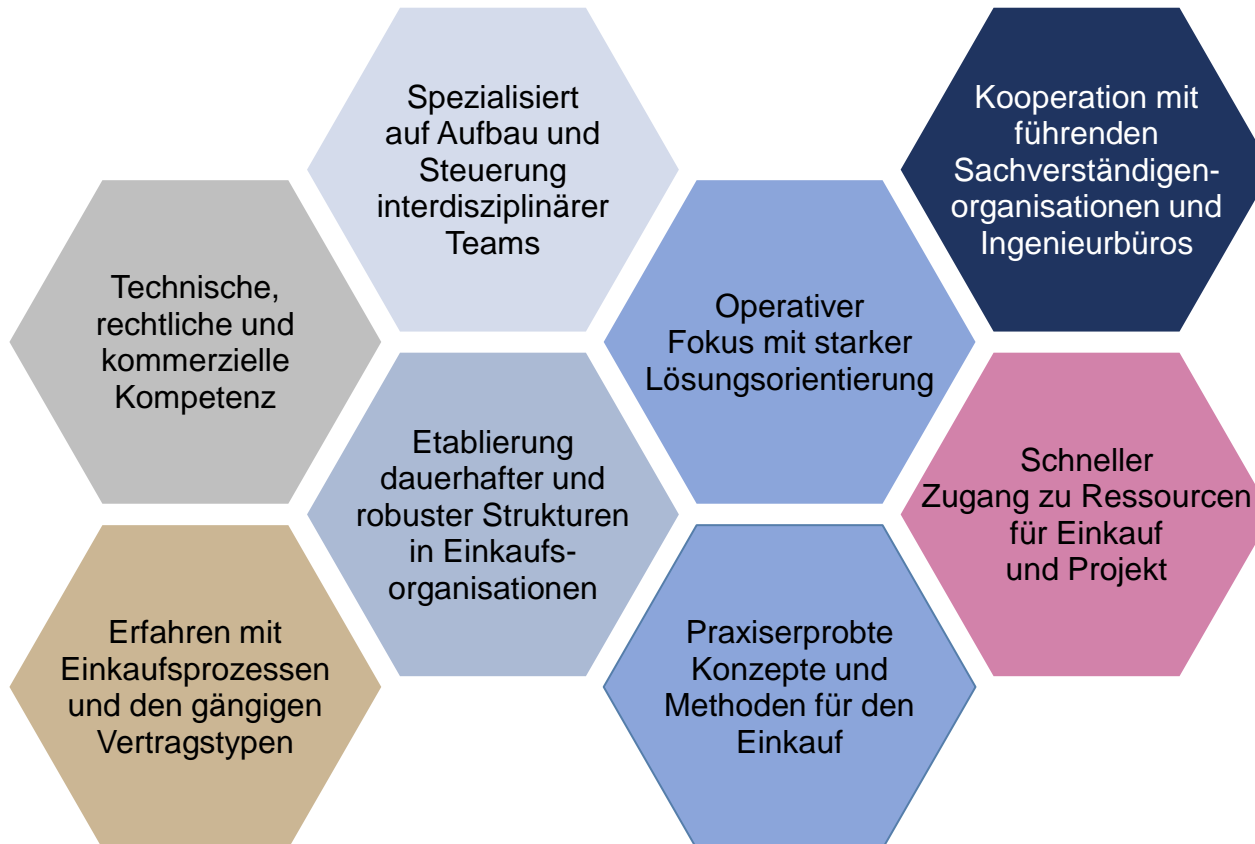 Spezialisiert
auf Aufbau und
Steuerung
interdisziplinärer
Teams
Kooperation mit
führenden
Sachverständigen-
organisationen und
Ingenieurbüros
Technische,
rechtliche und
kommerzielle
Kompetenz
Operativer
Fokus mit starker
Lösungsorientierung
Etablierung
dauerhafter und
robuster Strukturen
in Einkaufs-
organisationen
Schneller
Zugang zu Ressourcen
für Einkauf
und Projekt
Erfahren mit
Einkaufsprozessen
und den gängigen
Vertragstypen
Praxiserprobte
Konzepte und
Methoden für den
Einkauf